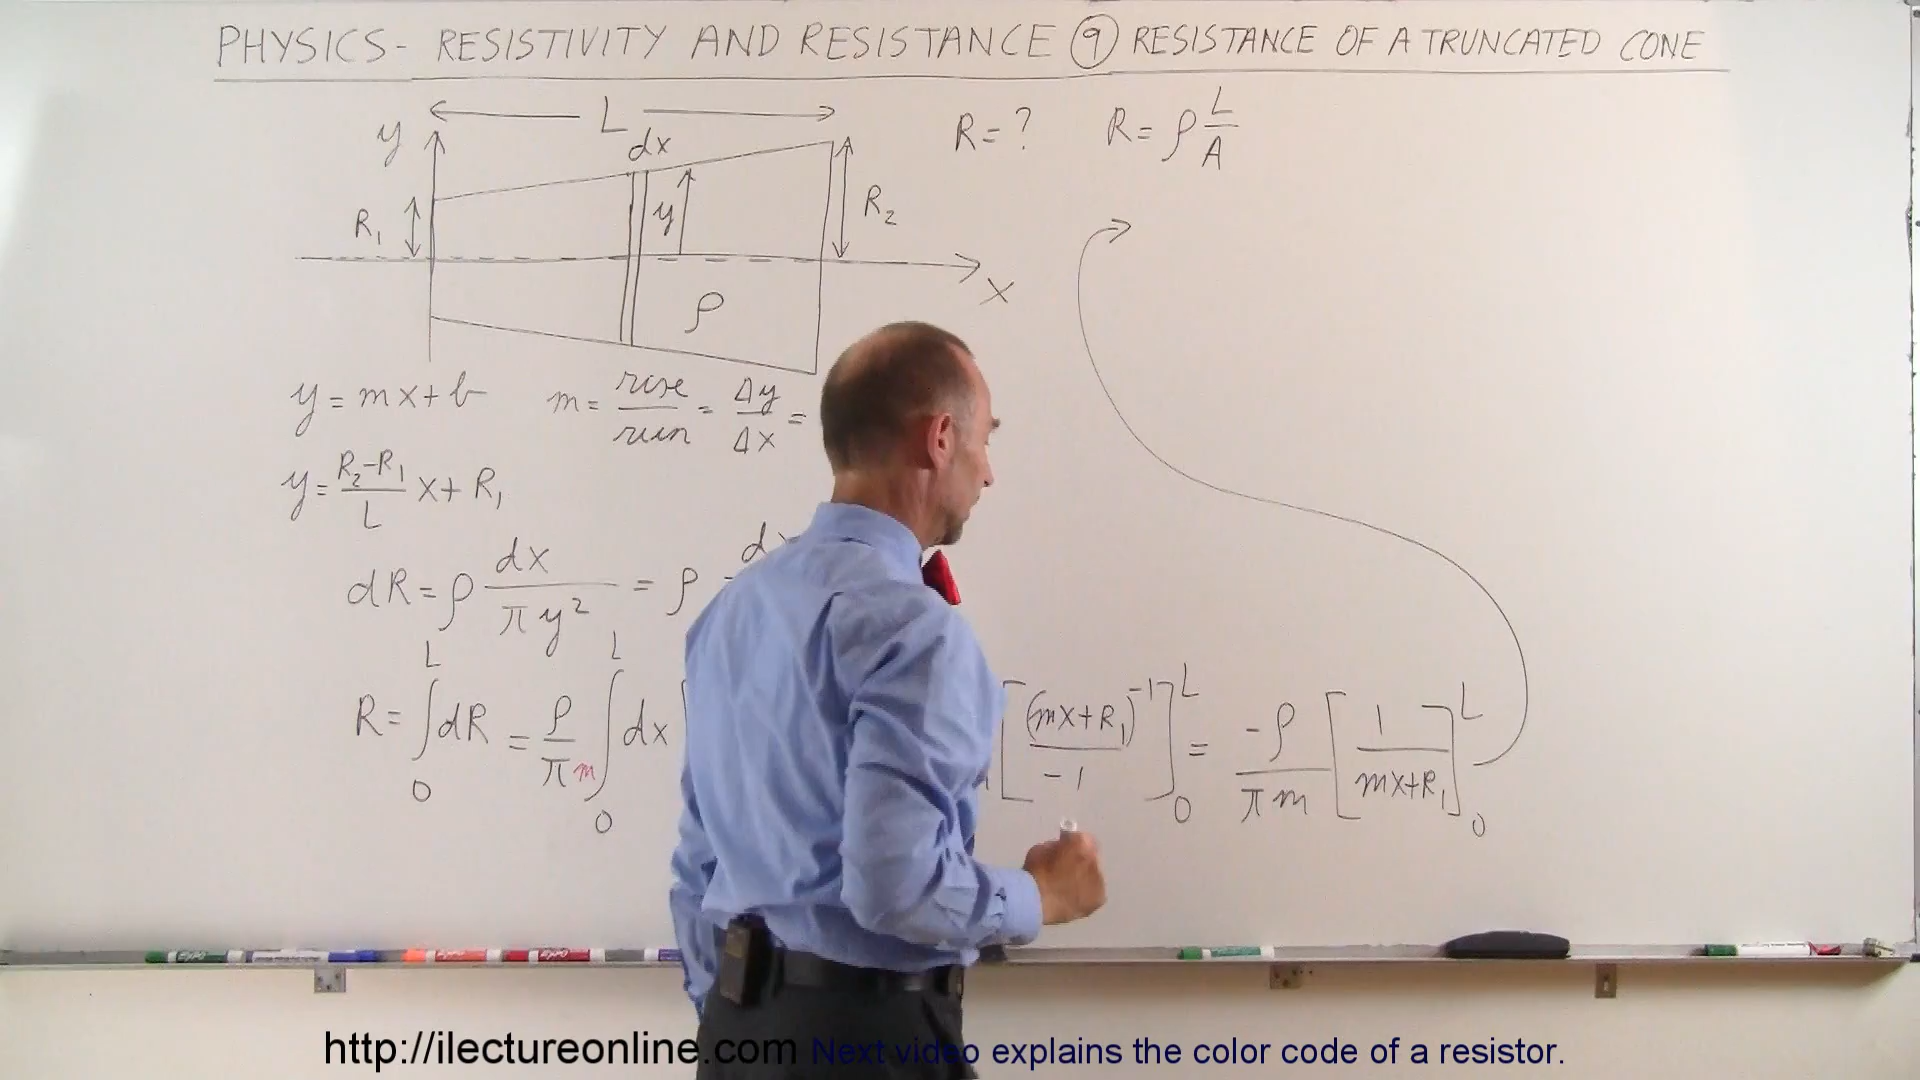 PHYSICS - RESISTIVITY AND RESISTANCE ⑨ RESISTANCE OF A TRUNCATED CONE
L
R = ? R = ρ L/A
y dx
R₁ y R₂
x
ρ
y = mx + b m = rise/run = Δy/Δx =
y = (R₂-R₁)/L x + R₁
dR = ρ dx/(πy²) = ρ
R = ∫₀ᴸ dR = ρ/(πm) ∫₀ᴸ dx [(mx+R₁)⁻¹/-1]₀ᴸ = -ρ/(πm) [1/(mx+R₁)]₀ᴸ
http://ilectureonline.com Next video explains the color code of a resistor.